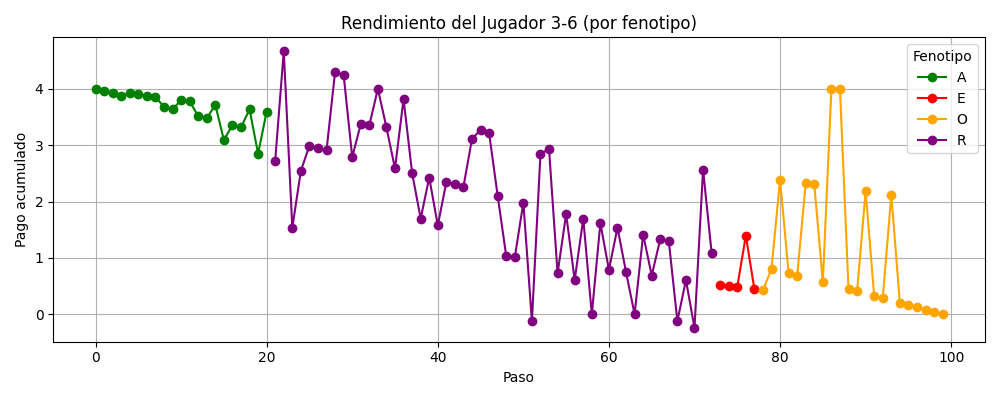 Rendimiento del Jugador 3-6 (por fenotipo)
Pago acumulado
4
3
2
1
0
0
20
40
60
80
100
Paso
Fenotipo
A
E
O
R